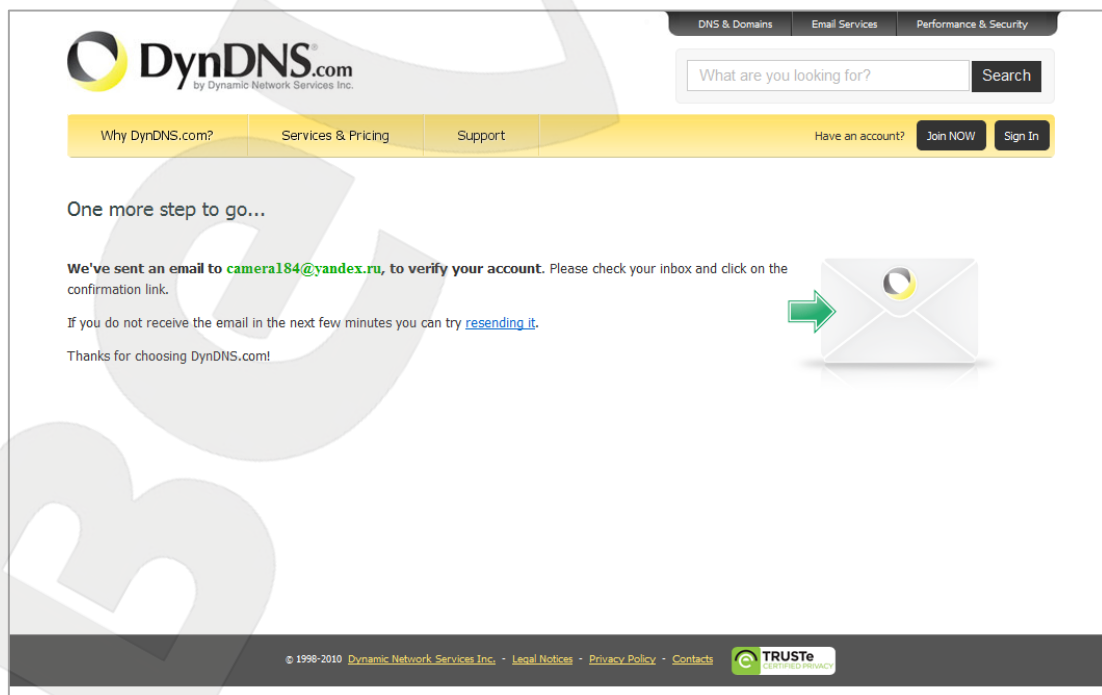 DNS & Domains Email Services Performance & Security
DynDNS.com
by Dynamic Network Services Inc.
What are you looking for? Search
Why DynDNS.com? Services & Pricing Support Have an account? Join NOW Sign In
One more step to go...
We've sent an email to camera184@yandex.ru, to verify your account. Please check your inbox and click on the
confirmation link.
If you do not receive the email in the next few minutes you can try resending it.
Thanks for choosing DynDNS.com!
© 1998-2010 Dynamic Network Services Inc. - Legal Notices - Privacy Policy - Contacts
TRUSTe
CERTIFIED PRIVACY